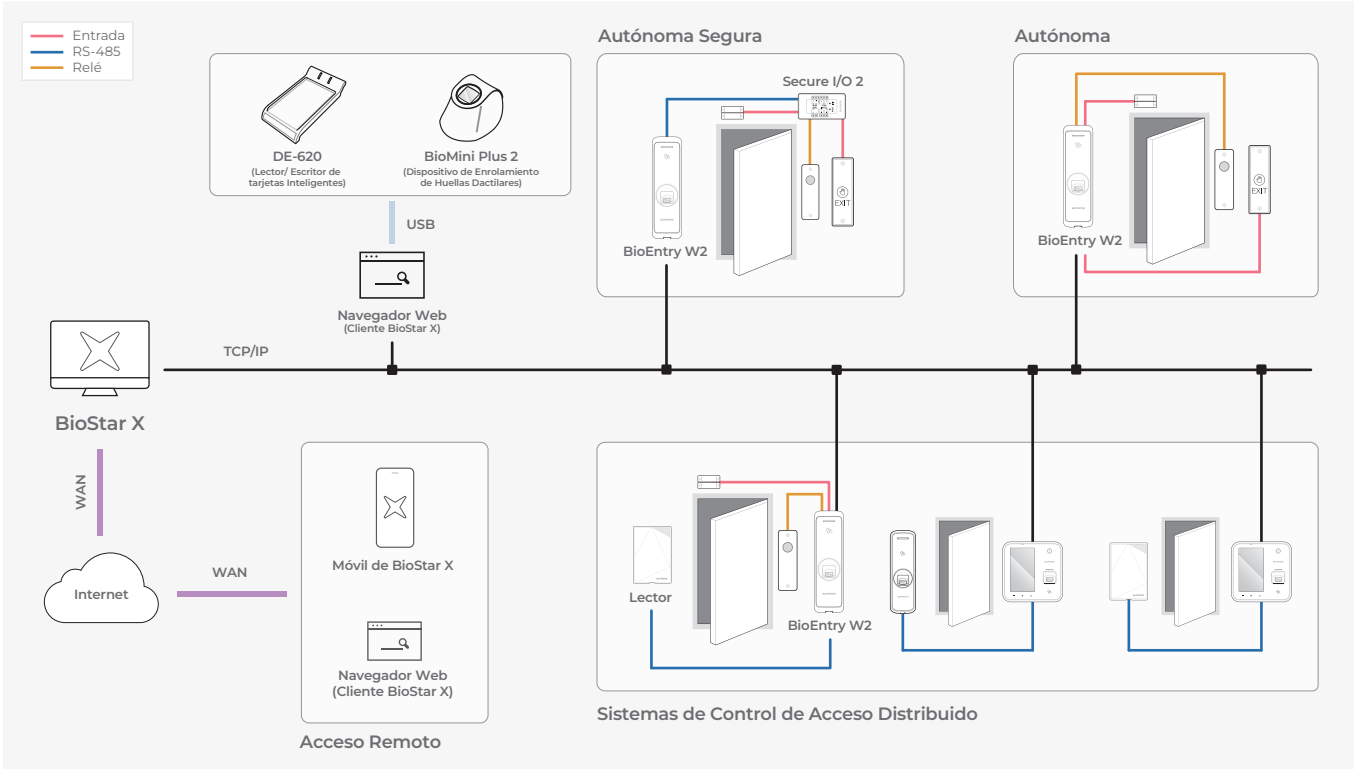 Entrada
RS-485
Relé
DE-620
(Lector/ Escritor de
tarjetas Inteligentes)
BioMini Plus 2
(Dispositivo de Enrolamiento
de Huellas Dactilares)
USB
Navegador Web
(Cliente BioStar X)
Autónoma Segura
Secure I/O 2
EXIT
BioEntry W2
Autónoma
EXIT
BioEntry W2
TCP/IP
BioStar X
WAN
Internet
WAN
Móvil de BioStar X
Navegador Web
(Cliente BioStar X)
Acceso Remoto
Lector
BioEntry W2
Sistemas de Control de Acceso Distribuido